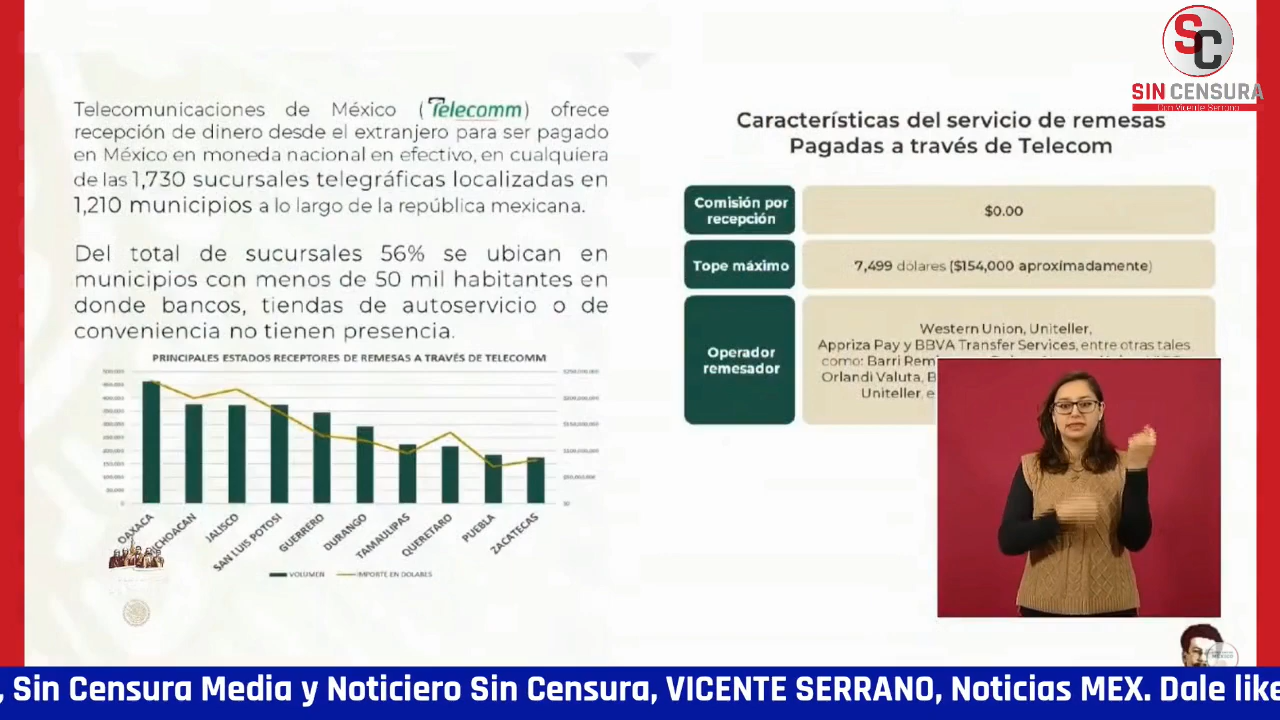 SC
SIN CENSURA
Con Vicente Serrano
Telecomunicaciones de México (Telecomm) ofrece
recepción de dinero desde el extranjero para ser pagado
en México en moneda nacional en efectivo, en cualquiera
de las 1,730 sucursales telegráficas localizadas en
1,210 municipios a lo largo de la república mexicana.
Del total de sucursales 56% se ubican en
municipios con menos de 50 mil habitantes en
donde bancos, tiendas de autoservicio o de
conveniencia no tienen presencia.
PRINCIPALES ESTADOS RECEPTORES DE REMESAS A TRAVÉS DE TELECOMM
OAXACA
JALISCO
SAN LUIS POTOSI
GUERRERO
DURANGO
TAMAULIPAS
QUERETARO
PUEBLA
ZACATECAS
VOLUMEN
IMPORTE EN DOLARES
Características del servicio de remesas
Pagadas a través de Telecom
Comisión por
recepción
$0.00
Tope máximo
7,499 dólares ($154,000 aproximadamente)
Operador
remesador
Western Union, Uniteller,
Appriza Pay y BBVA Transfer Services, entre otras tales
como: Barri
Orlandi Valuta,
Uniteller,
, Sin Censura Media y Noticiero Sin Censura, VICENTE SERRANO, Noticias MEX. Dale like